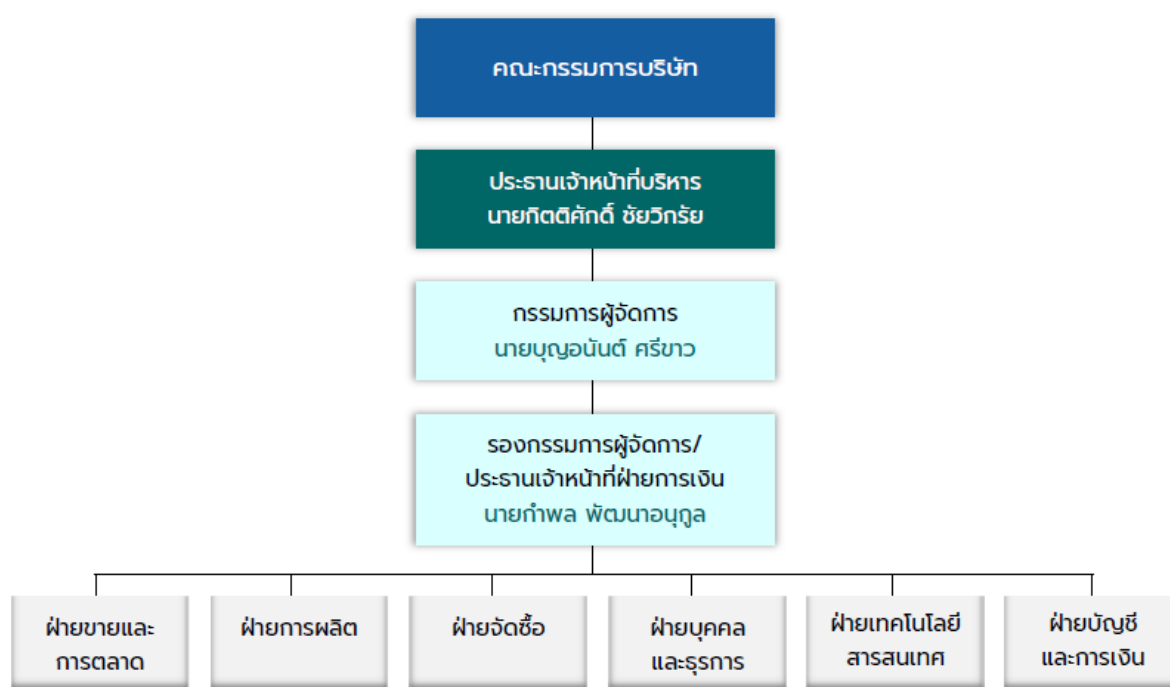 คณะกรรมการบริษัท
ประธานเจ้าหน้าที่บริหาร
นายกิตติศักดิ์ ชัยวิกรัย
กรรมการผู้จัดการ
นายบุญอนันต์ ศรีขาว
รองกรรมการผู้จัดการ/
ประธานเจ้าหน้าที่ฝ่ายการเงิน
นายกำพล พัฒนาอนุกูล
ฝ่ายขายและ
การตลาด
ฝ่ายการผลิต
ฝ่ายจัดซื้อ
ฝ่ายบุคคล
และธุรการ
ฝ่ายเทคโนโลยี
สารสนเทศ
ฝ่ายบัญชี
และการเงิน